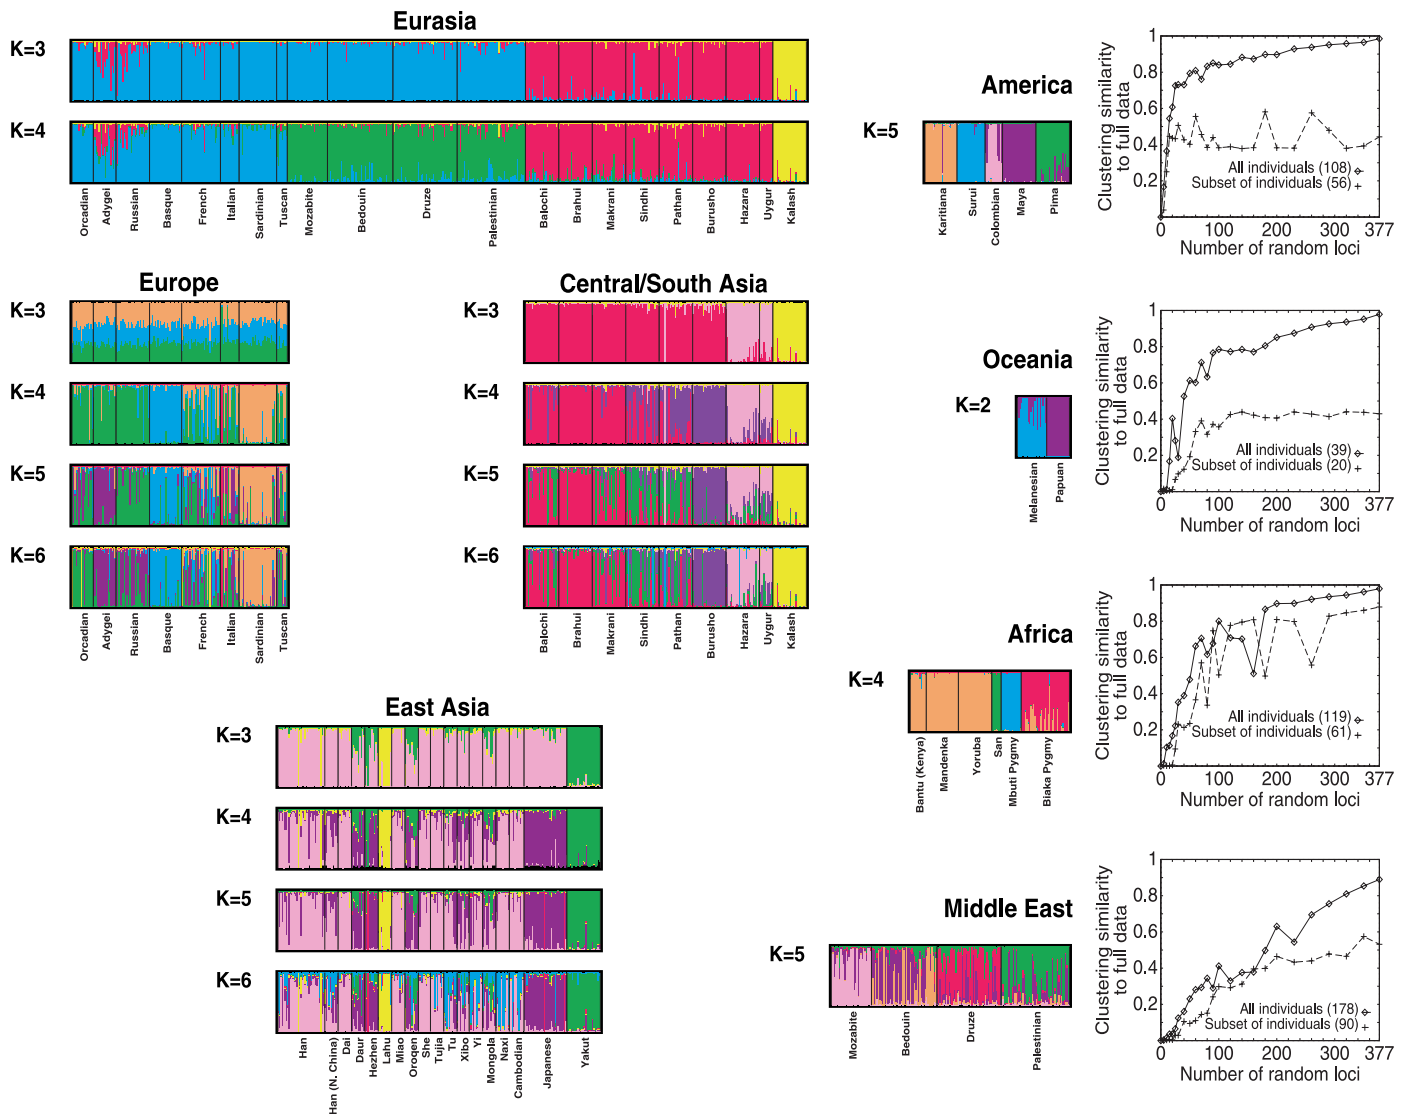 Eurasia
K=3
K=4
Orcadian
Adygei
Russian
Basque
French
Italian
Sardinian
Tuscan
Mozabite
Bedouin
Druze
Palestinian
Balochi
Brahui
Makrani
Sindhi
Pathan
Burusho
Hazara
Uygur
Kalash
Europe
K=3
K=4
K=5
K=6
Orcadian
Adygei
Russian
Basque
French
Italian
Sardinian
Tuscan
Central/South Asia
K=3
K=4
K=5
K=6
Balochi
Brahui
Makrani
Sindhi
Pathan
Burusho
Hazara
Uygur
Kalash
East Asia
K=3
K=4
K=5
K=6
Han
Han (N. China)
Dai
Daur
Hezhen
Lahu
Miao
Oroqen
She
Tujia
Tu
Xibo
Yi
Mongola
Naxi
Cambodian
Japanese
Yakut
America
K=5
Karitiana
Surui
Colombian
Maya
Pima
Clustering similarity
to full data
1
0.8
0.6
0.4
0.2
All individuals (108)
Subset of individuals (56)
0 100 200 300 377
Number of random loci
Oceania
K=2
Melanesian
Papuan
Clustering similarity
to full data
1
0.8
0.6
0.4
0.2
All individuals (39)
Subset of individuals (20)
0 100 200 300 377
Number of random loci
Africa
K=4
Bantu (Kenya)
Mandenka
Yoruba
San
Mbuti Pygmy
Biaka Pygmy
Clustering similarity
to full data
1
0.8
0.6
0.4
0.2
All individuals (119)
Subset of individuals (61)
0 100 200 300 377
Number of random loci
Middle East
K=5
Mozabite
Bedouin
Druze
Palestinian
Clustering similarity
to full data
1
0.8
0.6
0.4
0.2
All individuals (178)
Subset of individuals (90)
0 100 200 300 377
Number of random loci